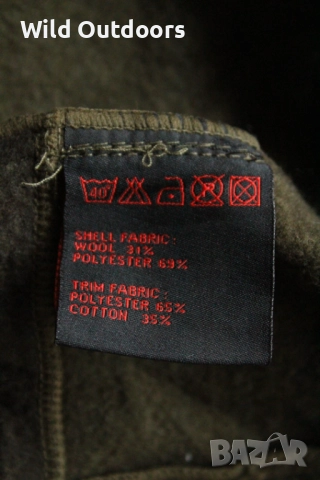 Wild Outdoors
40°
SHELL FABRIC:
WOOL 31%
POLYESTER 69%
TRIM FABRIC:
POLYESTER 65%
COTTON 35%
BAZAR